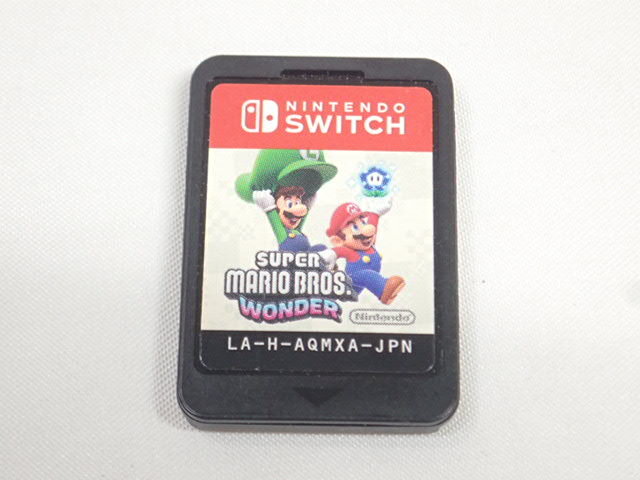 NINTENDO
SWITCH
L
SUPER
MARIO BROS.
WONDER
Nintendo
LA-H-AQMXA-JPN